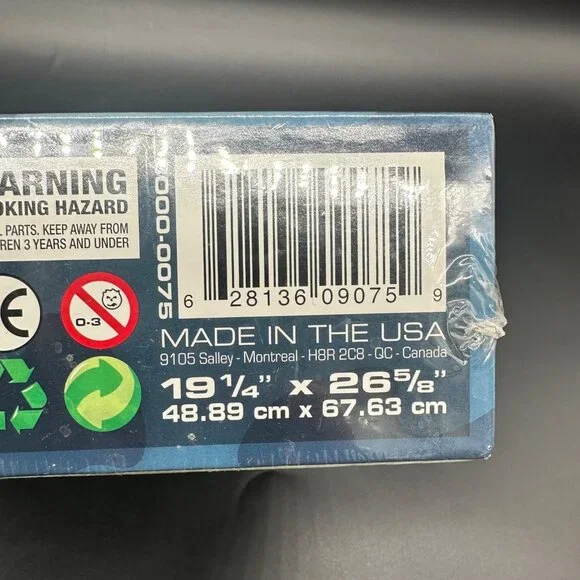 ARNING
OKING HAZARD
PARTS. KEEP AWAY FROM
REN 3 YEARS AND UNDER
000-0075
0-3
CE
6 28136 09075 9
MADE IN THE USA
9105 Salley - Montreal - H8R 2C8 - QC - Canada
19 1/4" x 26 5/8"
48.89 cm x 67.63 cm